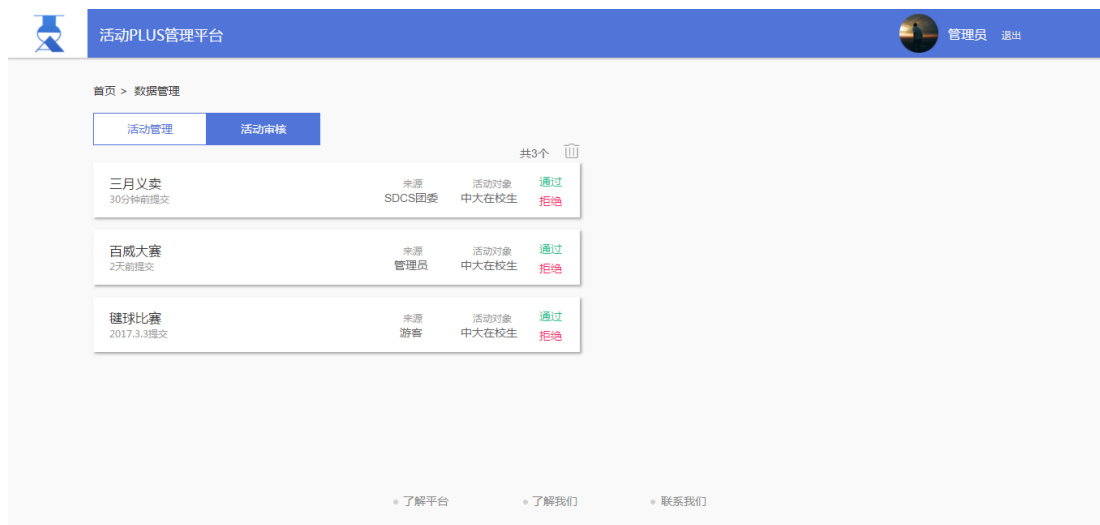 活动PLUS管理平台 管理员 退出
首页 > 数据管理
活动管理 活动审核
共3个
三月义卖 来源 活动对象 通过
30分钟前提交 SDCS团委 中大在校生 拒绝
百威大赛 来源 活动对象 通过
2天前提交 管理员 中大在校生 拒绝
毽球比赛 来源 活动对象 通过
2017.3.3提交 游客 中大在校生 拒绝
了解平台 了解我们 联系我们